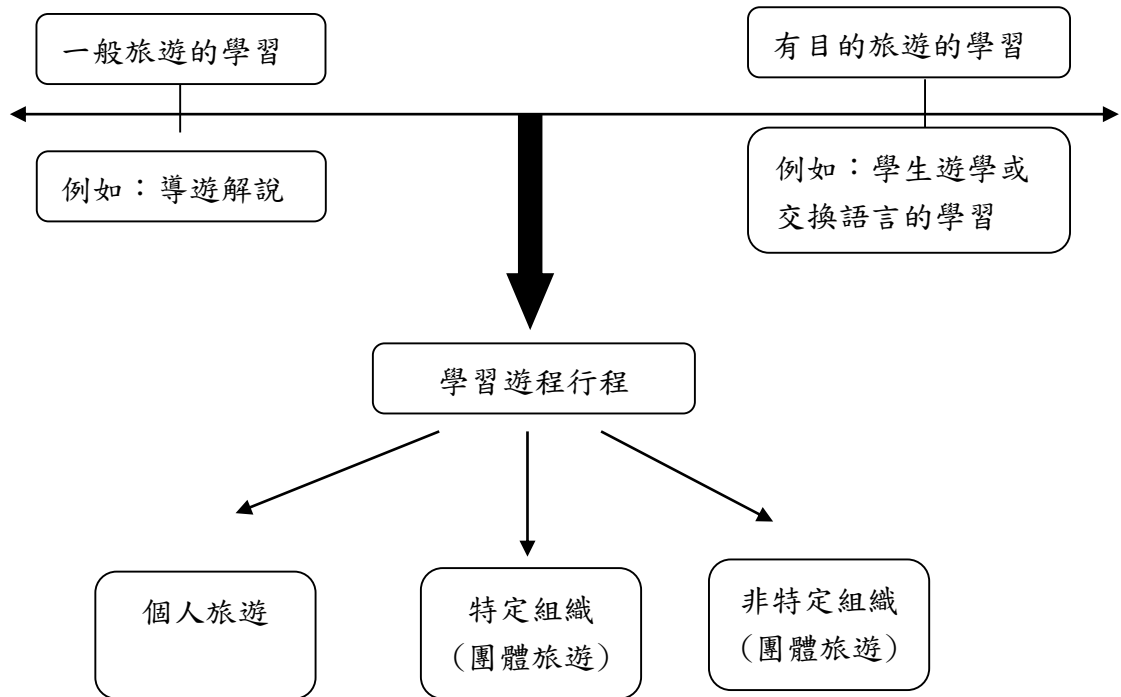 一般旅遊的學習
有目的旅遊的學習
例如：導遊解說
例如：學生遊學或
交換語言的學習
學習遊程行程
個人旅遊
特定組織
(團體旅遊)
非特定組織
(團體旅遊)